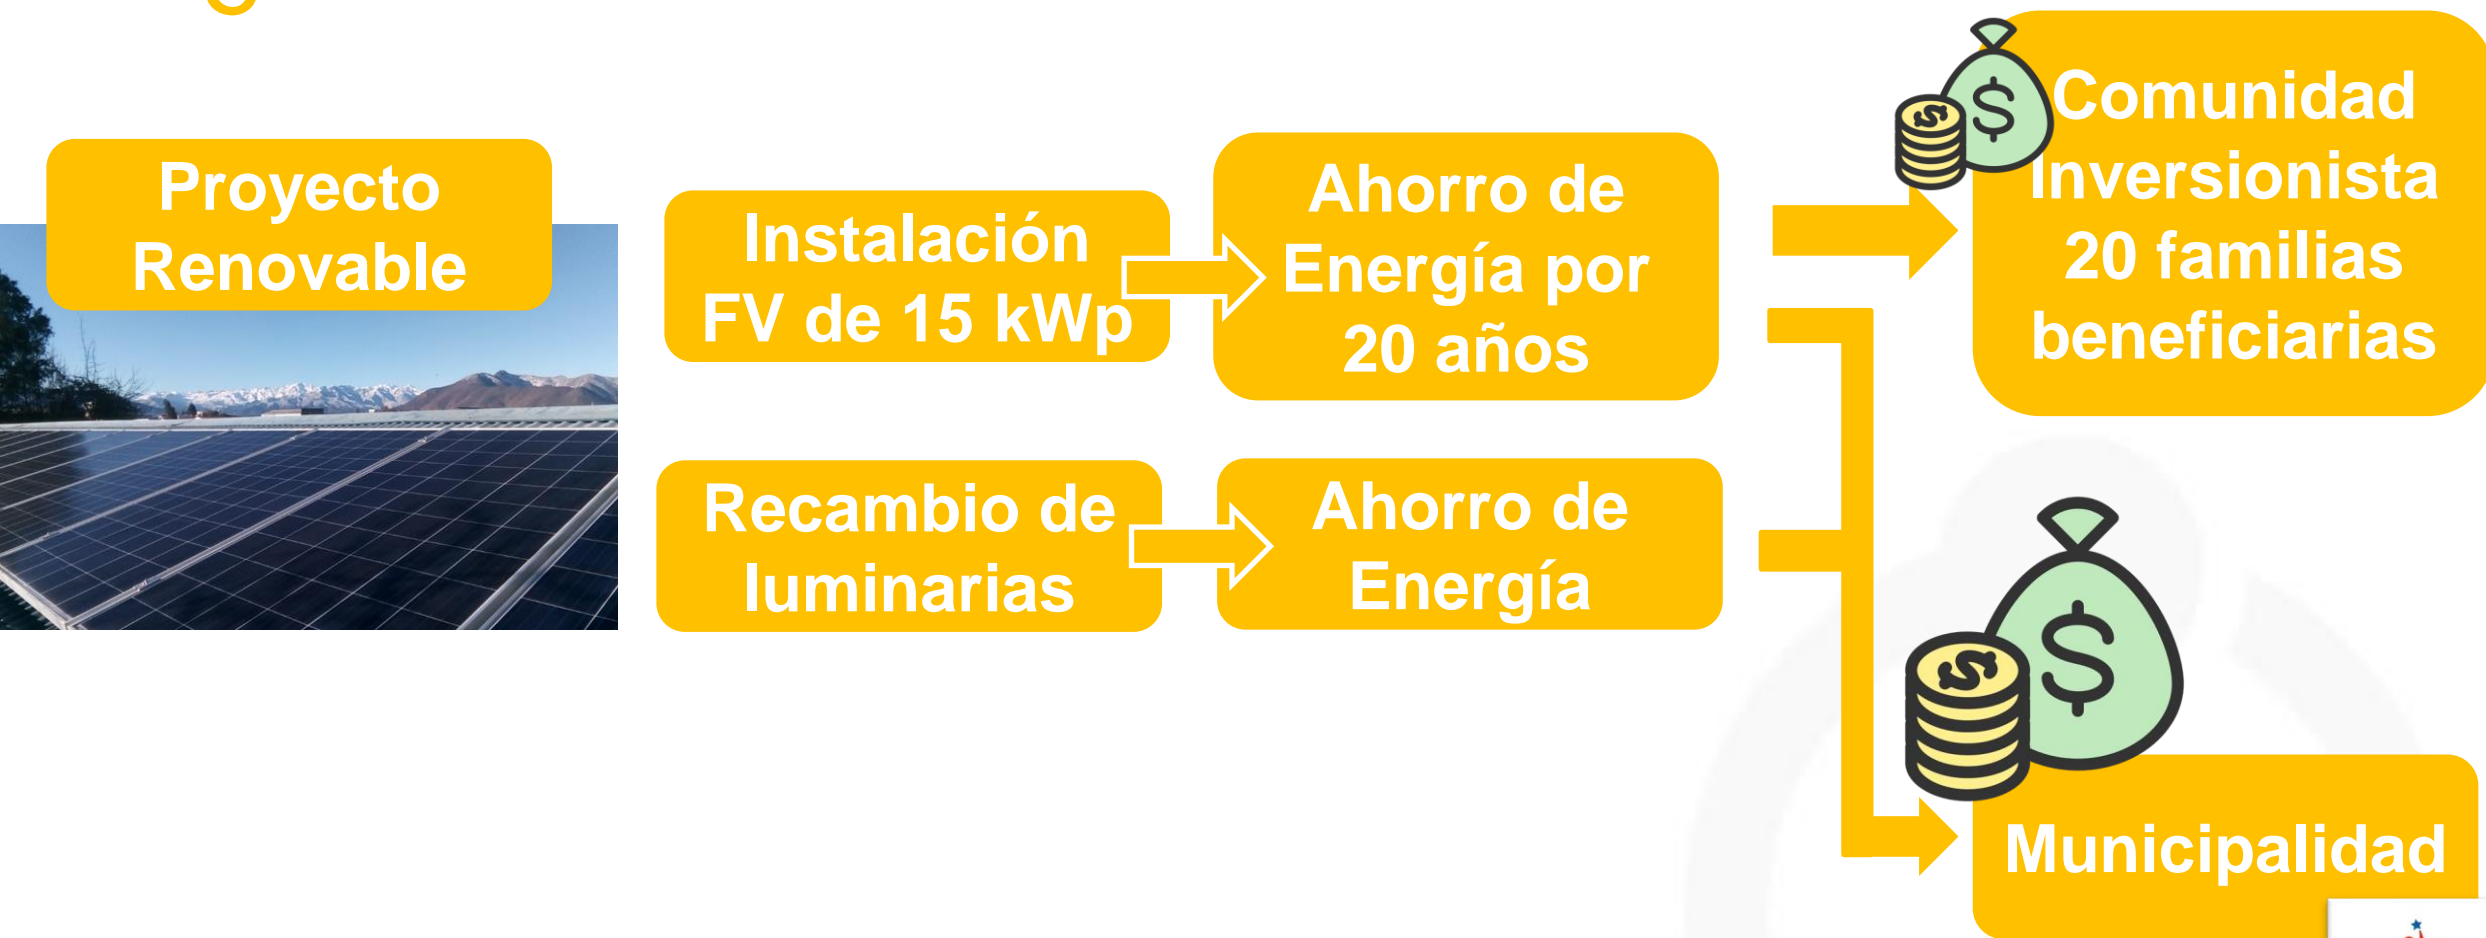 Proyecto
Renovable
Instalación
FV de 15 kWp
Ahorro de
Energía por
20 años
Comunidad
Inversionista
20 familias
beneficiarias
Recambio de
luminarias
Ahorro de
Energía
Municipalidad